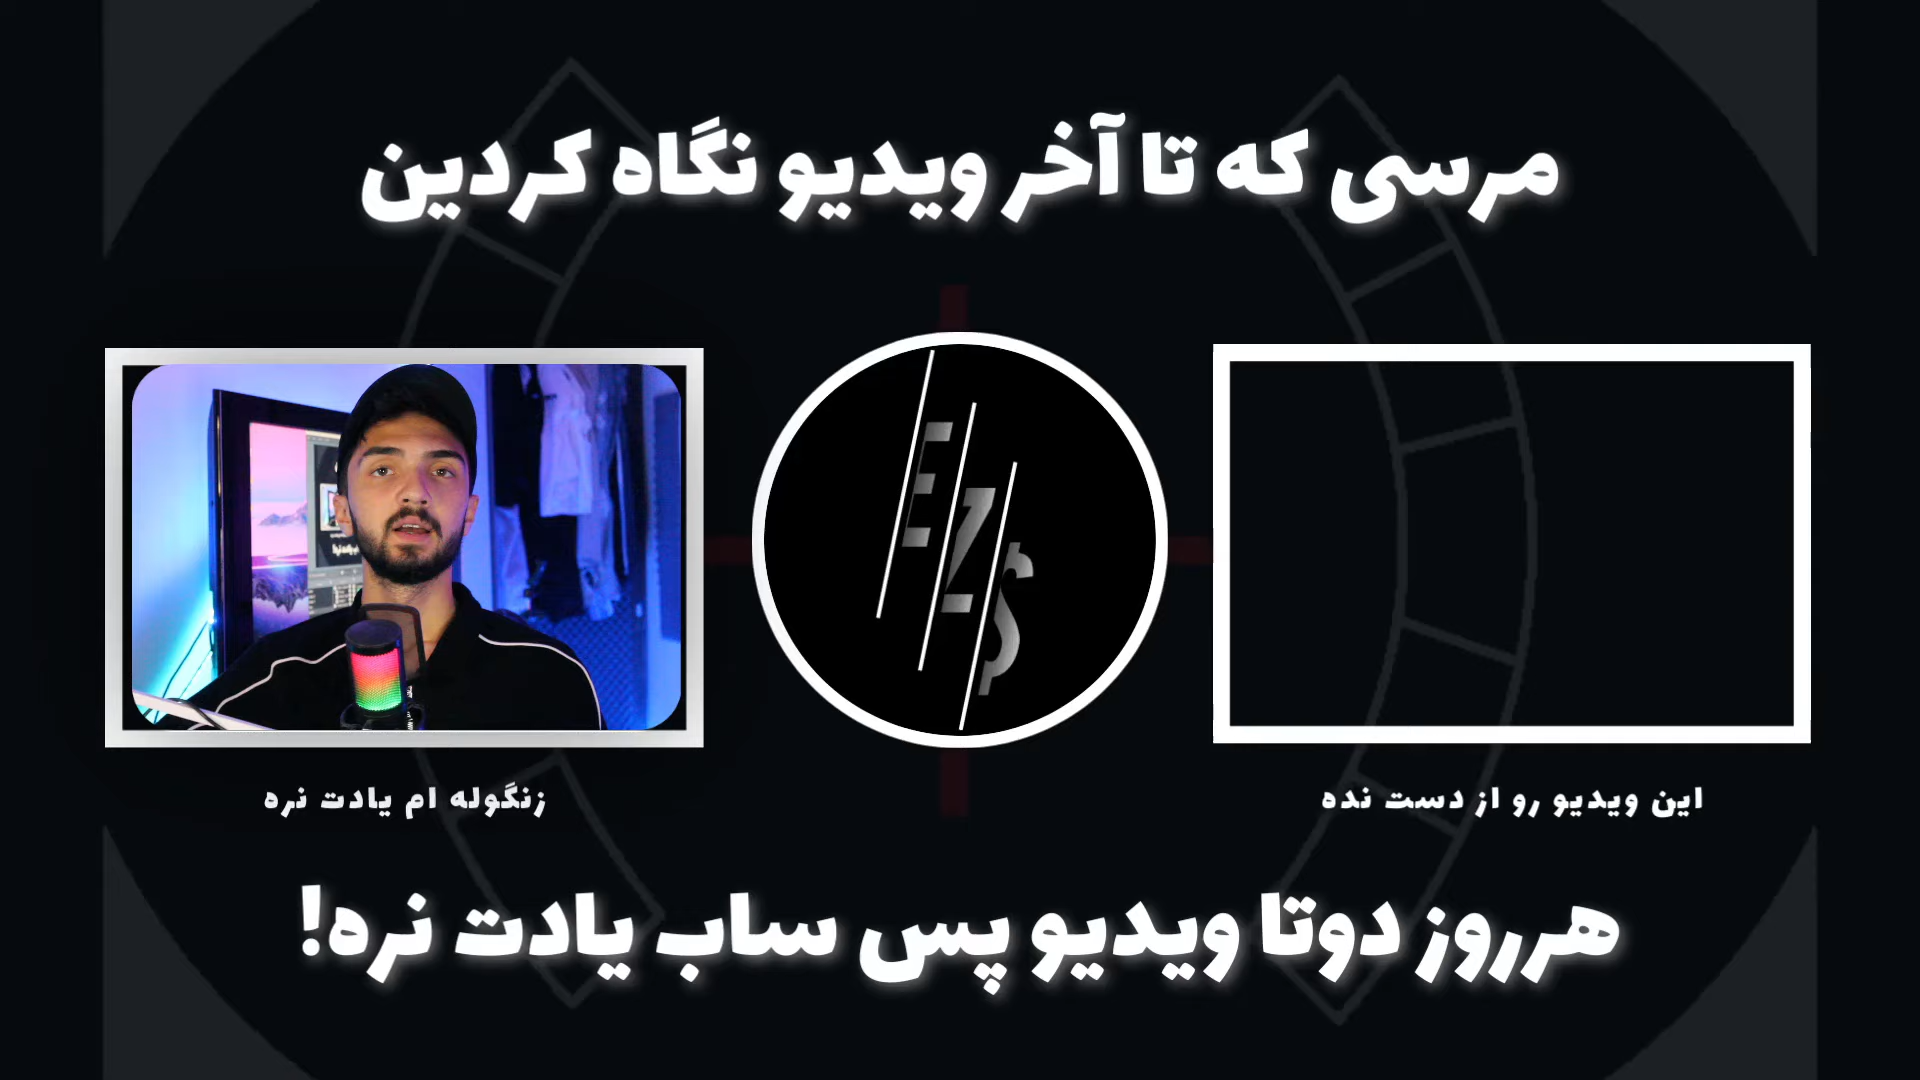 مرسی که تا آخر ویدیو نگاه کردین
EZ$
زنگوله ام یادت نره
این ویدیو رو از دست نده
هرروز دوتا ویدیو پس ساب یادت نره!